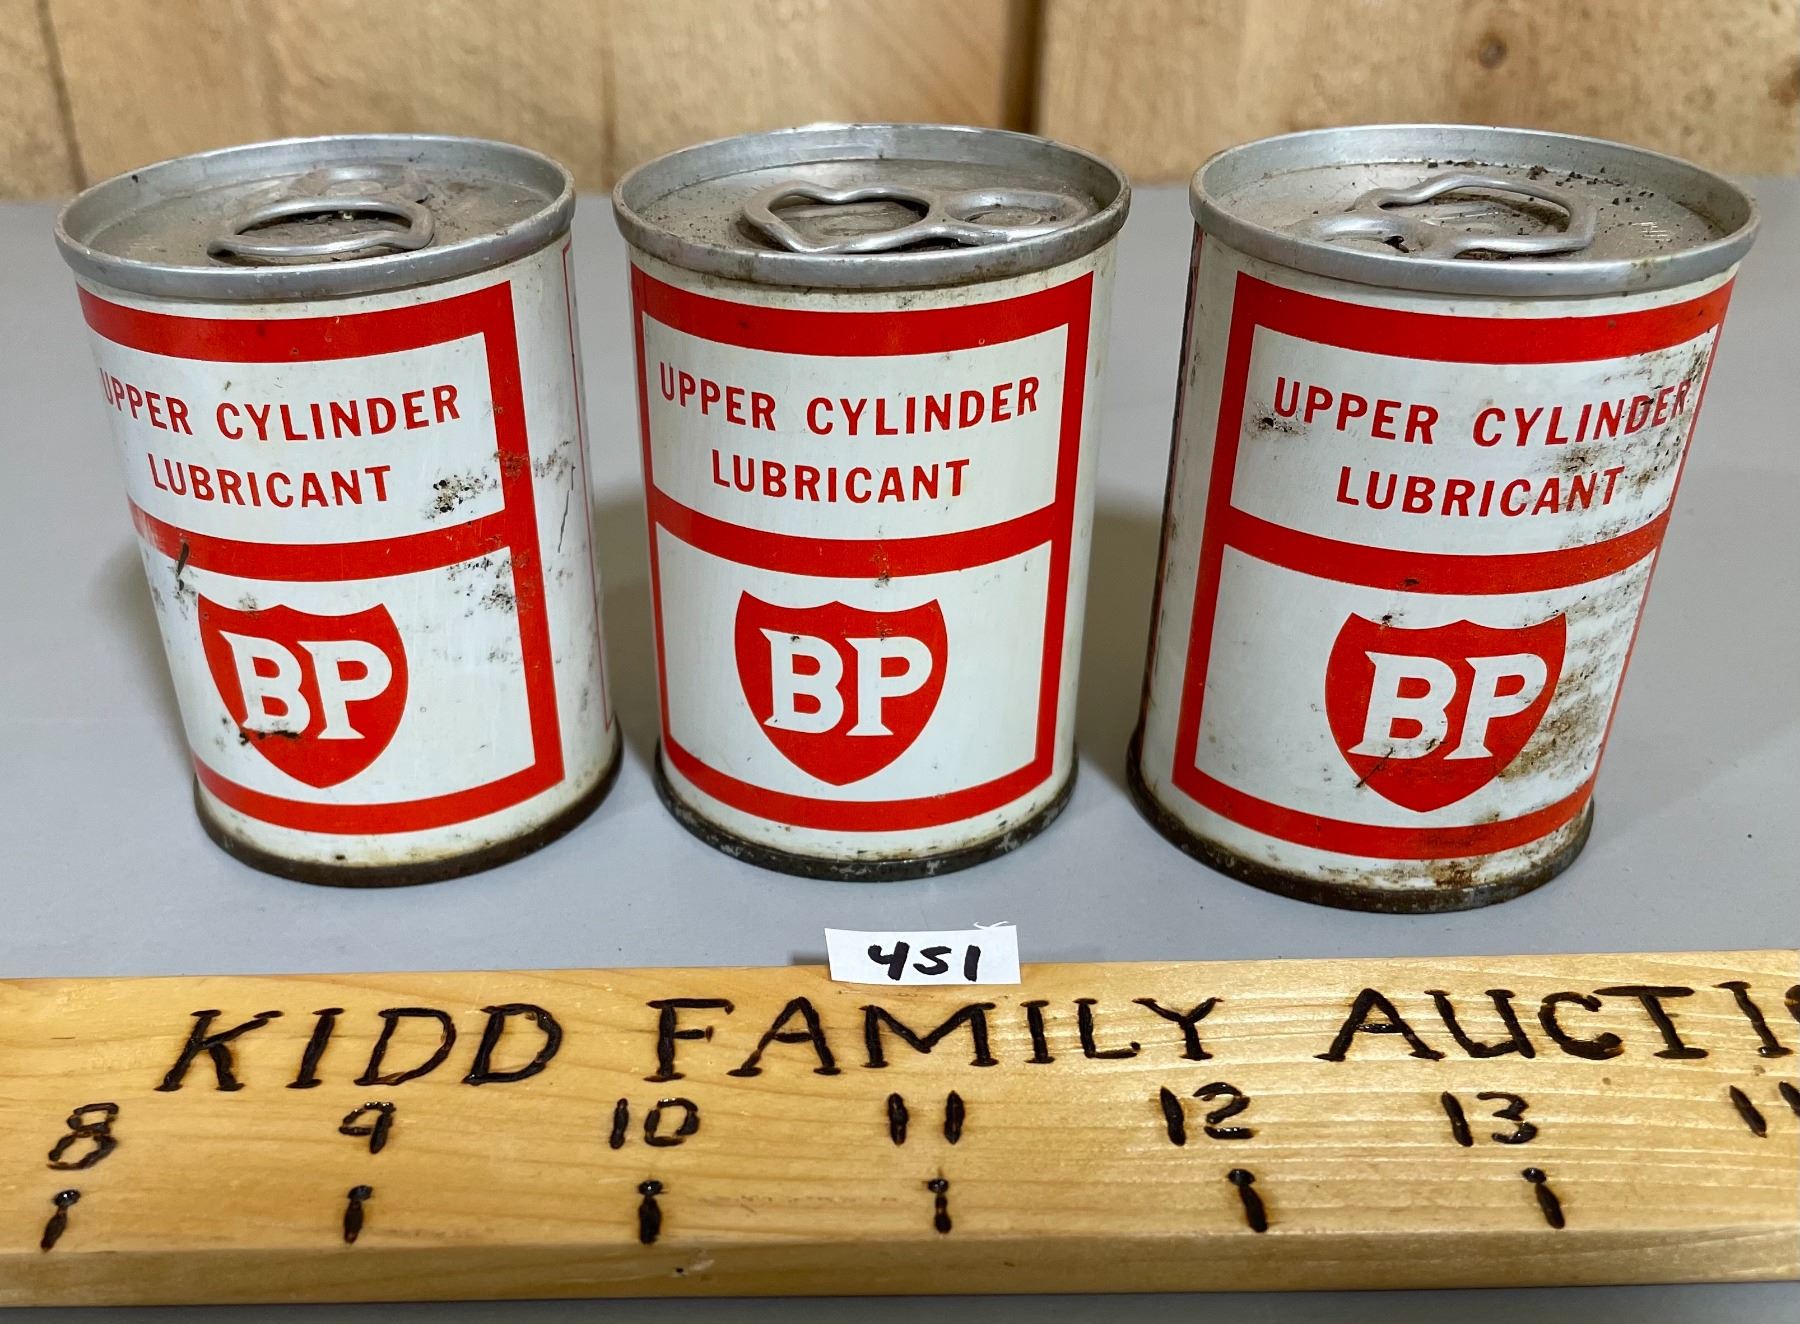 UPPER CYLINDER
LUBRICANT
BP
UPPER CYLINDER
LUBRICANT
BP
UPPER CYLINDER
LUBRICANT
BP
451
KIDD FAMILY AUCTI
8 9 10 11 12 13